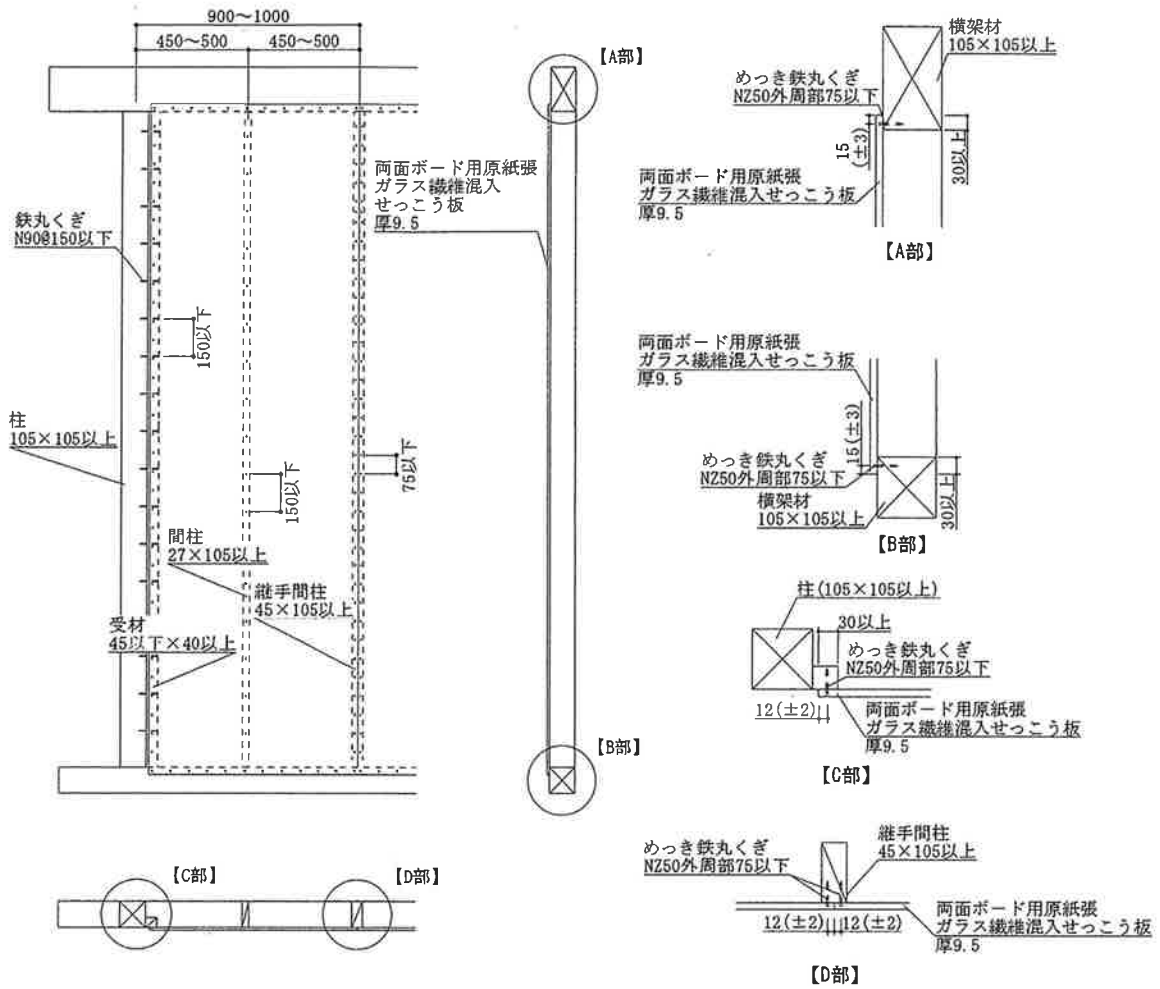 900～1000
450～500
450～500
【A部】
両面ボード用原紙張
ガラス繊維混入
せっこう板
厚9.5
鉄丸くぎ
N90@150以下
150以下
柱
105×105以上
150以下
75以下
間柱
27×105以上
継手間柱
45×105以上
受材
45以下×40以上
【B部】
【C部】
【D部】
横架材
105×105以上
めっき鉄丸くぎ
NZ50外周部75以下
15
(±3)
30以上
両面ボード用原紙張
ガラス繊維混入せっこう板
厚9.5
【A部】
両面ボード用原紙張
ガラス繊維混入せっこう板
厚9.5
15(±3)
めっき鉄丸くぎ
NZ50外周部75以下
横架材
105×105以上
30以上
【B部】
柱(105×105以上)
30以上
めっき鉄丸くぎ
NZ50外周部75以下
12(±2)
両面ボード用原紙張
ガラス繊維混入せっこう板
厚9.5
【C部】
めっき鉄丸くぎ
NZ50外周部75以下
継手間柱
45×105以上
12(±2)
12(±2)
両面ボード用原紙張
ガラス繊維混入せっこう板
厚9.5
【D部】